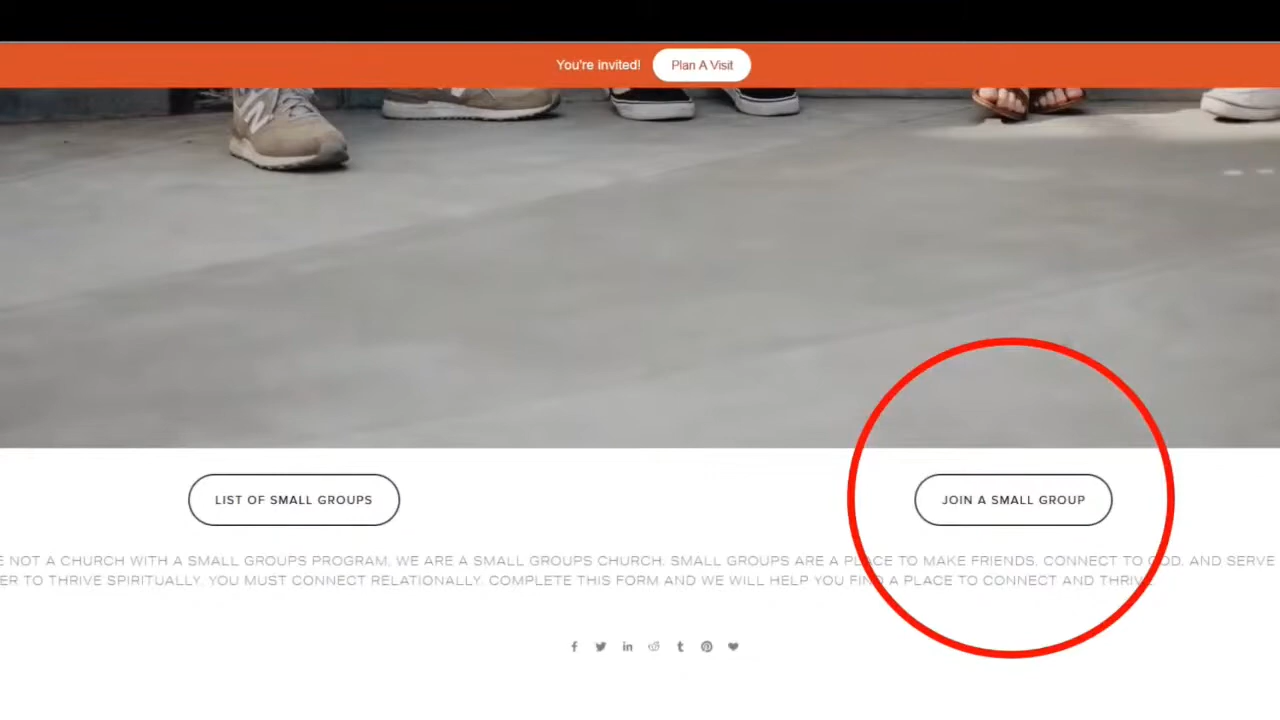 You're invited! Plan A Visit
N
LIST OF SMALL GROUPS
JOIN A SMALL GROUP
NOT A CHURCH WITH A SMALL GROUPS PROGRAM, WE ARE A SMALL GROUPS CHURCH. SMALL GROUPS ARE A PLACE TO MAKE FRIENDS, CONNECT TO GOD, AND SERVE
TO THRIVE SPIRITUALLY, YOU MUST CONNECT RELATIONALLY. COMPLETE THIS FORM AND WE WILL HELP YOU FIND A PLACE TO CONNECT AND THRIVE